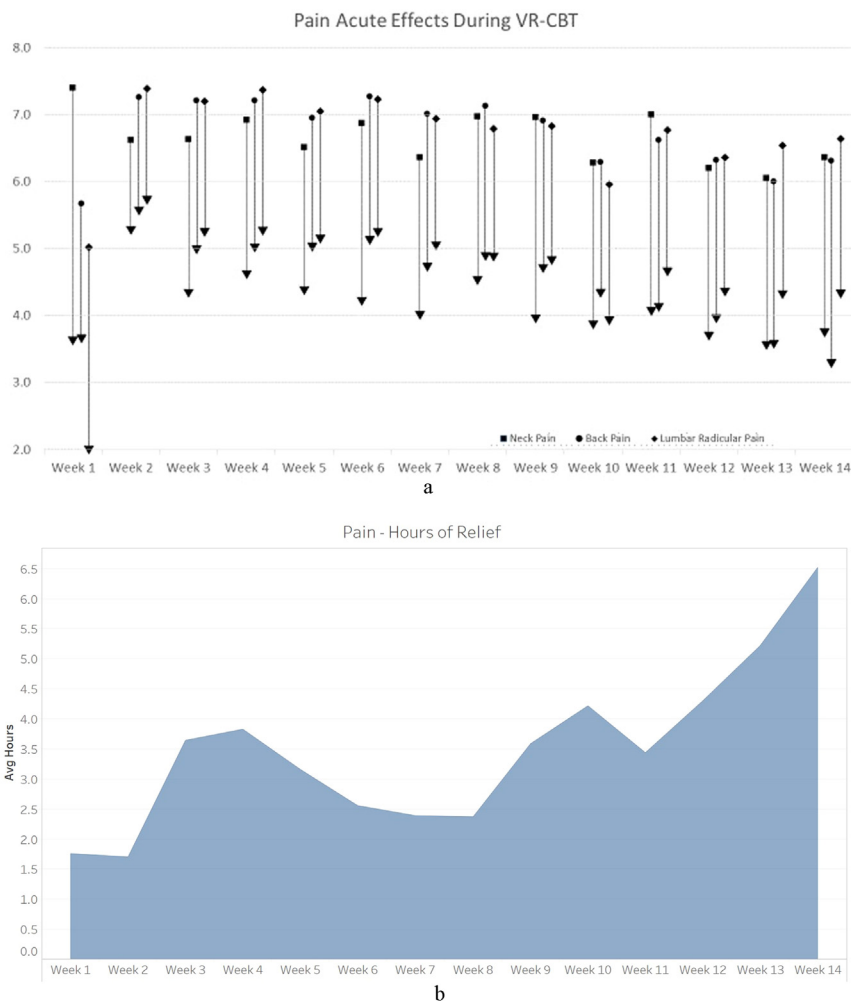 Pain Acute Effects During VR-CBT
8.0
7.0
6.0
5.0
4.0
3.0
2.0
Neck Pain Back Pain Lumbar Radicular Pain
Week 1 Week 2 Week 3 Week 4 Week 5 Week 6 Week 7 Week 8 Week 9 Week 10 Week 11 Week 12 Week 13 Week 14
a
Pain - Hours of Relief
6.5
6.0
5.5
5.0
4.5
4.0
3.5
3.0
2.5
2.0
1.5
1.0
0.5
0.0
Avg Hours
Week 1 Week 2 Week 3 Week 4 Week 5 Week 6 Week 7 Week 8 Week 9 Week 10 Week 11 Week 12 Week 13 Week 14
b